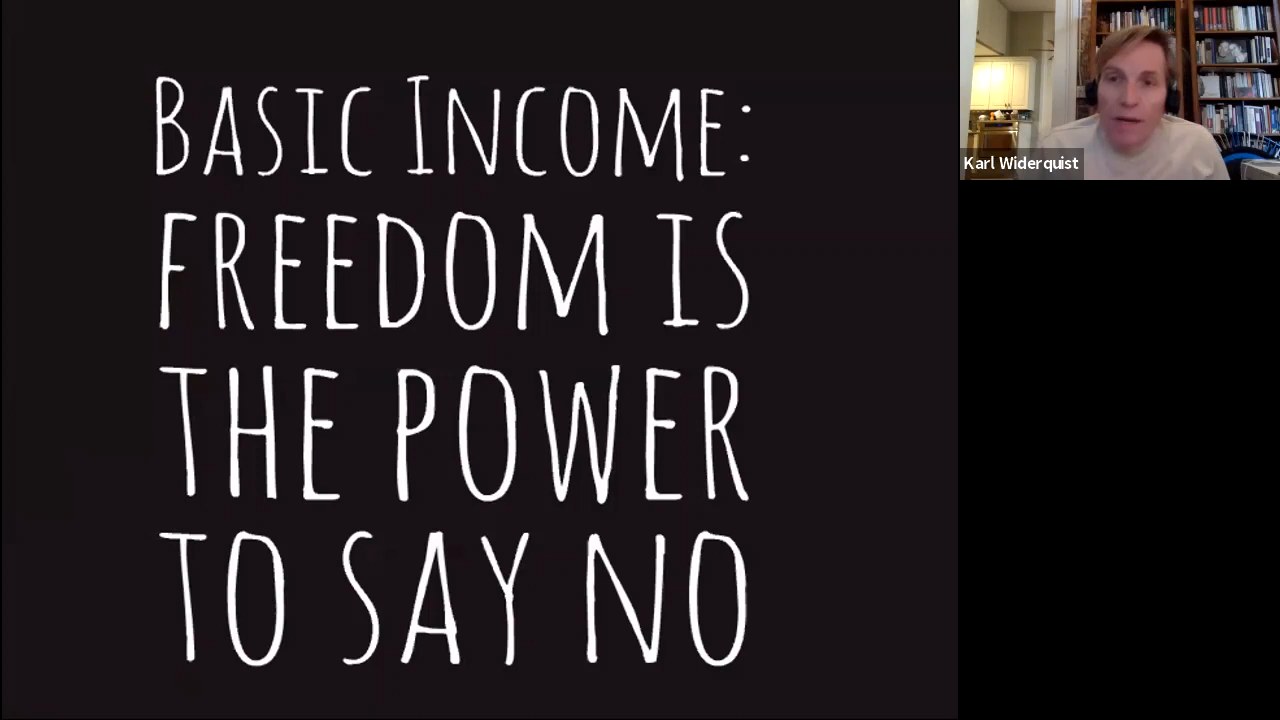 BASIC INCOME:
FREEDOM IS
THE POWER
TO SAY NO
Karl Widerquist